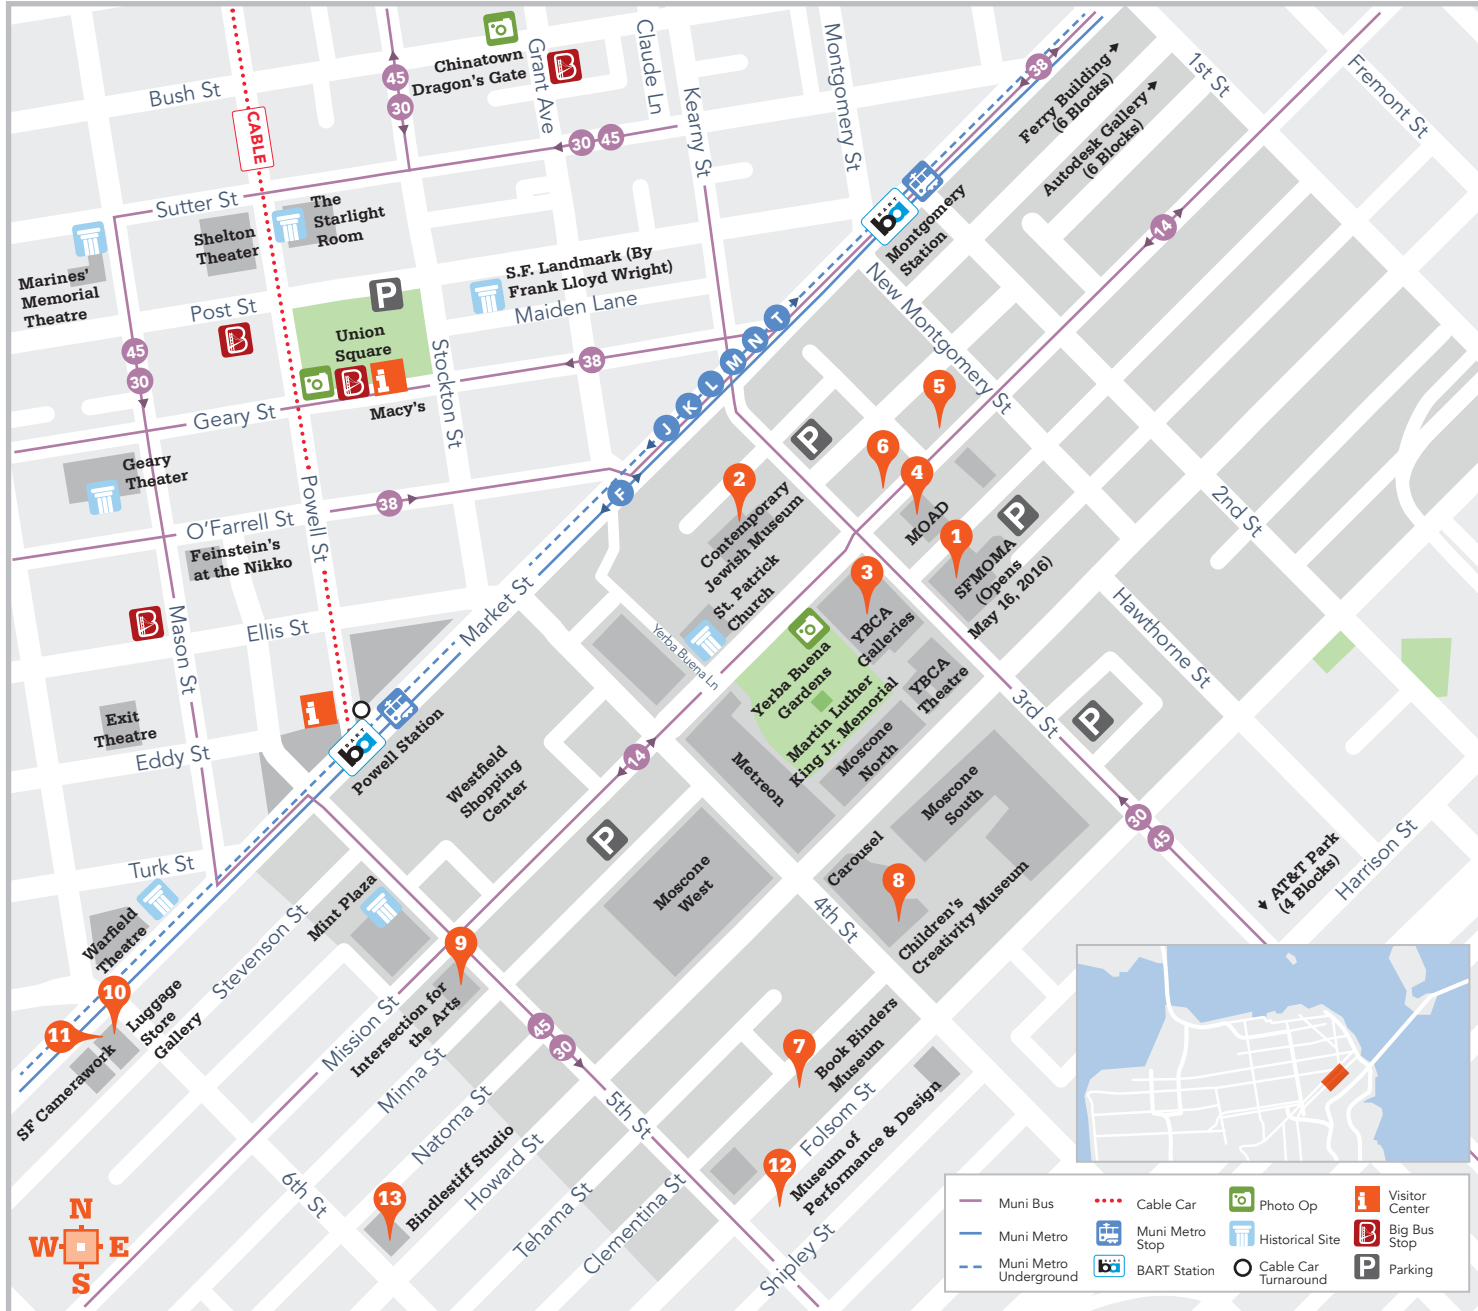 Chinatown
Dragon's Gate
Grant Ave
Claude Ln
Kearny St
Montgomery St
38
Ferry Building
(6 Blocks)
Autodesk Gallery
(6 Blocks)
1st St
Fremont St
Bush St
45
30
CABLE
30
45
Sutter St
The
Starlight
Room
Shelton
Theater
Marines'
Memorial
Theatre
Post St
S.F. Landmark (By
Frank Lloyd Wright)
Maiden Lane
BART
ba
Montgomery
Station
14
New Montgomery St
P
Union
Square
B
i
Macy's
Stockton St
38
45
30
Geary St
T
N
M
L
K
J
F
Geary
Theater
38
O'Farrell St
Powell St
Feinstein's
at the Nikko
Mason St
Ellis St
Market St
5
6
4
P
2
Contemporary
Jewish Museum
MOAD
P
1
SFMOMA
(Opens
May 16, 2016)
2nd St
Hawthorne St
St. Patrick
Church
Yerba Buena Ln
3
YBCA
Galleries
YBCA
Theatre
Yerba Buena
Gardens
Martin Luther
King Jr. Memorial
Moscone
North
Metreon
3rd St
P
Exit
Theatre
Eddy St
i
BART
ba
Powell Station
Westfield
Shopping
Center
14
P
Moscone
South
Moscone
West
30
45
Carousel
8
Children's
Creativity Museum
4th St
AT&T Park
(4 Blocks)
Harrison St
Turk St
Warfield
Theatre
Mint Plaza
Stevenson St
9
Intersection for
the Arts
Mission St
10
11
Luggage
Store
Gallery
SF Camerawork
Minna St
Natoma St
45
30
5th St
7
Book Binders
Museum
Folsom St
12
Museum of
Performance & Design
6th St
13
Bindlestiff Studio
Howard St
Tehama St
Clementina St
Shipley St
N
W
E
S
Muni Bus
Muni Metro
Muni Metro
Underground
Cable Car
Muni Metro
Stop
BART Station
Photo Op
Historical Site
Cable Car
Turnaround
Visitor
Center
Big Bus
Stop
Parking